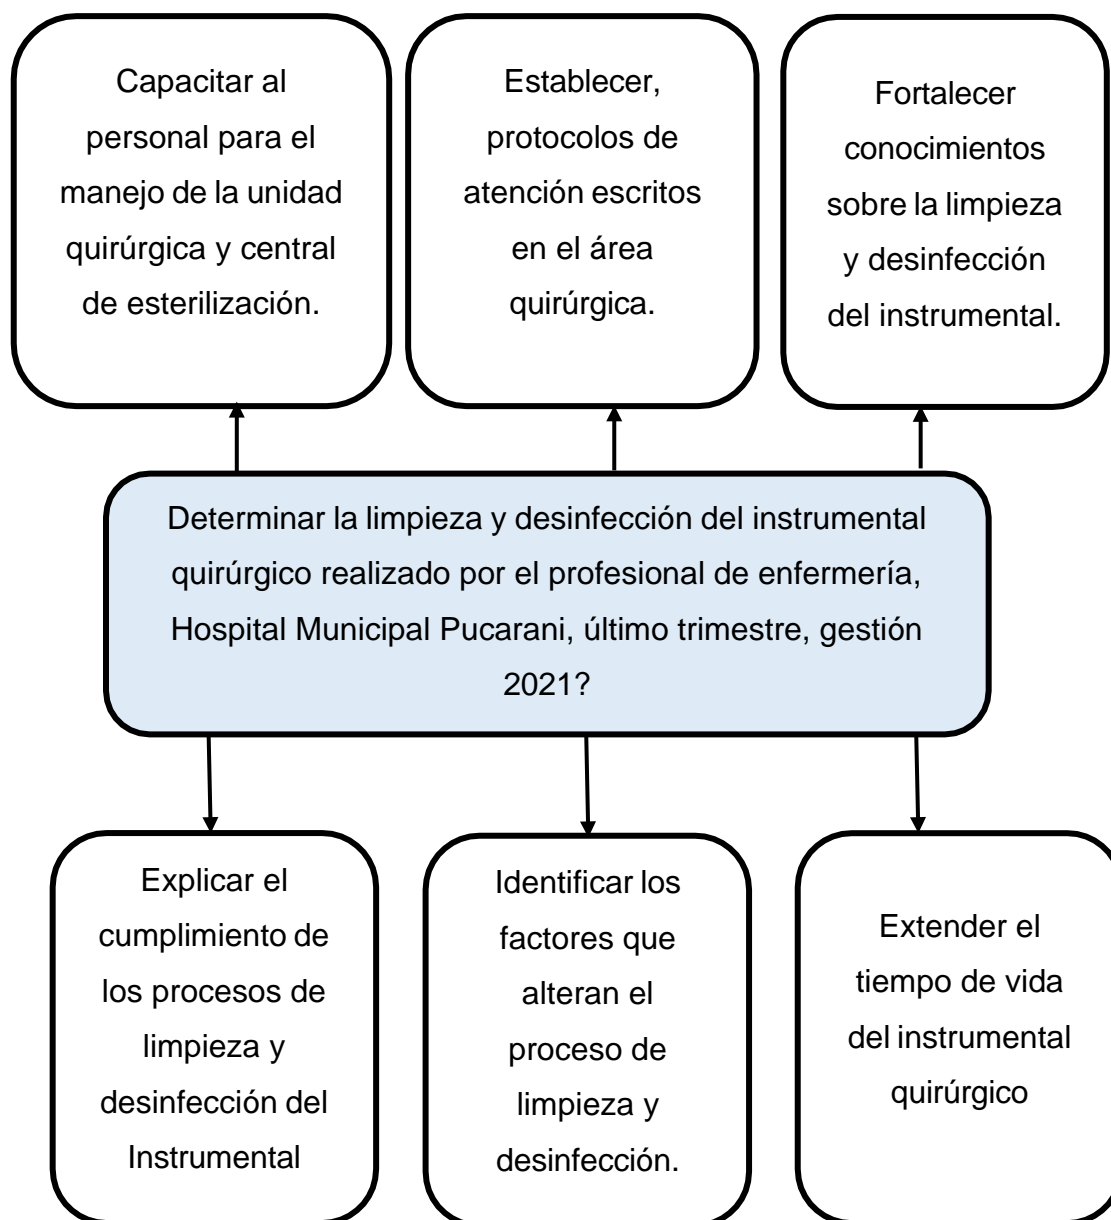 Capacitar al
personal para el
manejo de la unidad
quirúrgica y central
de esterilización.
Establecer,
protocolos de
atención escritos
en el área
quirúrgica.
Fortalecer
conocimientos
sobre la limpieza
y desinfección
del instrumental.
Determinar la limpieza y desinfección del instrumental
quirúrgico realizado por el profesional de enfermería,
Hospital Municipal Pucarani, último trimestre, gestión
2021?
Explicar el
cumplimiento de
los procesos de
limpieza y
desinfección del
Instrumental
Identificar los
factores que
alteran el
proceso de
limpieza y
desinfección.
Extender el
tiempo de vida
del instrumental
quirúrgico